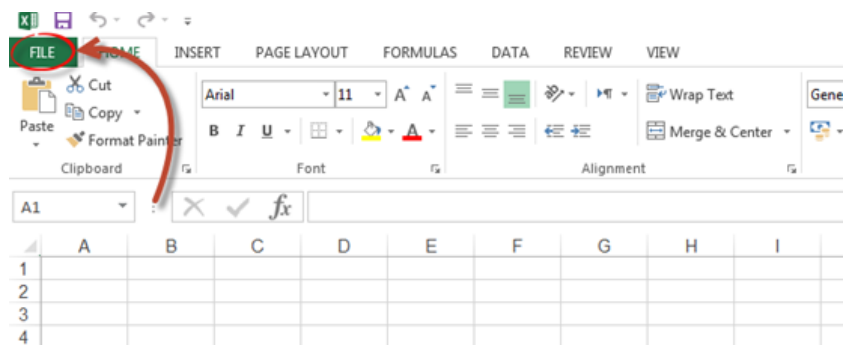 FILE HOME INSERT PAGE LAYOUT FORMULAS DATA REVIEW VIEW
Cut
Arial 11 A A Wrap Text Gene
Copy
Paste
Format Painter
B I U A Merge & Center
Clipboard Font Alignment
A1 fx
A B C D E F G H I
1
2
3
4